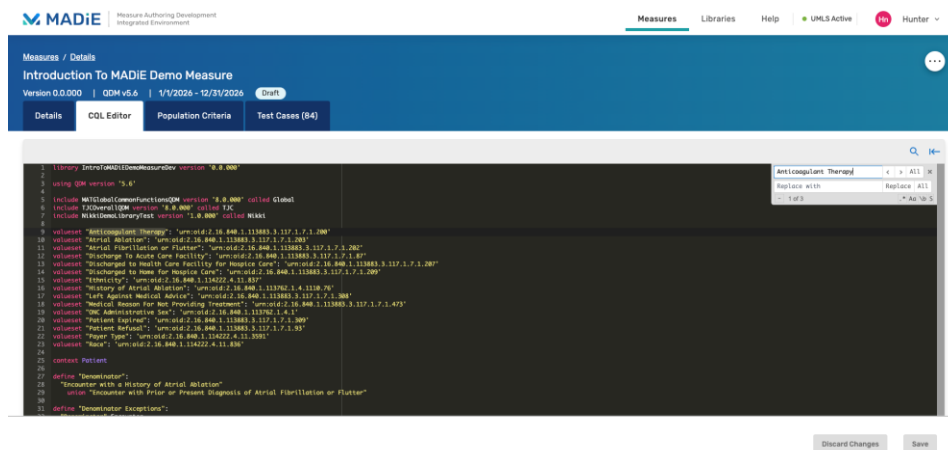 MADiE
Measure Authoring Development
Integrated Environment
Measures Libraries Help UMLS Active Hn Hunter
Measures / Details
Introduction To MADiE Demo Measure
Version 0.0.000 | QDM v5.6 | 1/1/2026 - 12/31/2026 Draft
Details CQL Editor Population Criteria Test Cases (84)
1 library IntroToMADiEDemoMeasureDev version '0.0.000'
2
3 using QDM version '5.6'
4
5 include MATGlobalCommonFunctionsQDM version '8.0.000' called Global
6 include TJCOverallQDM version '8.0.000' called TJC
7 include NikkiDemoLibraryTest version '1.0.000' called Nikki
8
9 valueset "Anticoagulant Therapy": 'urn:oid:2.16.840.1.113883.3.117.1.7.1.200'
10 valueset "Atrial Ablation": 'urn:oid:2.16.840.1.113883.3.117.1.7.1.203'
11 valueset "Atrial Fibrillation or Flutter": 'urn:oid:2.16.840.1.113883.3.117.1.7.1.202'
12 valueset "Discharge To Acute Care Facility": 'urn:oid:2.16.840.1.113883.3.117.1.7.1.87'
13 valueset "Discharged to Health Care Facility for Hospice Care": 'urn:oid:2.16.840.1.113883.3.117.1.7.1.207'
14 valueset "Discharged to Home for Hospice Care": 'urn:oid:2.16.840.1.113883.3.117.1.7.1.209'
15 valueset "Ethnicity": 'urn:oid:2.16.840.1.114222.4.11.837'
16 valueset "History of Atrial Ablation": 'urn:oid:2.16.840.1.113762.1.4.1110.76'
17 valueset "Left Against Medical Advice": 'urn:oid:2.16.840.1.113883.3.117.1.7.1.308'
18 valueset "Medical Reason For Not Providing Treatment": 'urn:oid:2.16.840.1.113883.3.117.1.7.1.473'
19 valueset "ONC Administrative Sex": 'urn:oid:2.16.840.1.113762.1.4.1'
20 valueset "Patient Expired": 'urn:oid:2.16.840.1.113883.3.117.1.7.1.309'
21 valueset "Patient Refusal": 'urn:oid:2.16.840.1.113883.3.117.1.7.1.93'
22 valueset "Payer Type": 'urn:oid:2.16.840.1.114222.4.11.3591'
23 valueset "Race": 'urn:oid:2.16.840.1.114222.4.11.836'
24
25 context Patient
26
27 define "Denominator":
28 "Encounter with a History of Atrial Ablation"
29 union "Encounter with Prior or Present Diagnosis of Atrial Fibrillation or Flutter"
30
31 define "Denominator Exceptions":
Anticoagulant Therapy < > All ×
Replace with Replace All
- 1 of 3 .* Aa \b S
Discard Changes Save